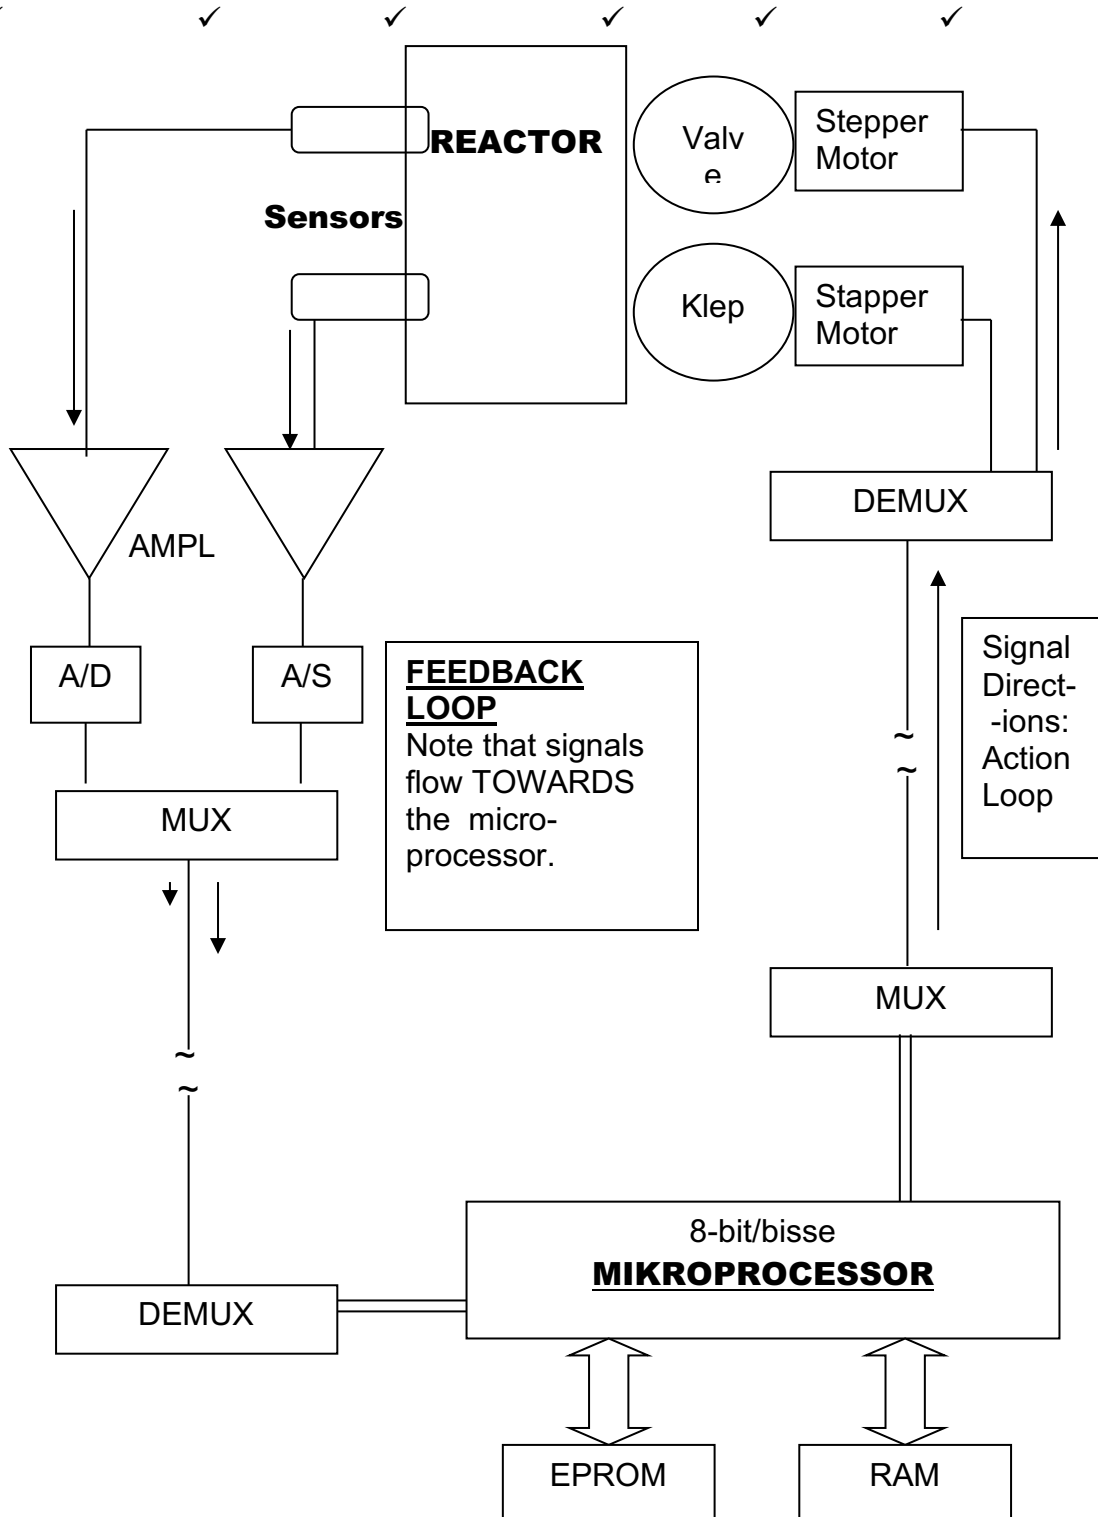 ✓ ✓ ✓ ✓ ✓
REACTOR
Valv
e
Stepper
Motor
Sensors
Klep
Stapper
Motor
DEMUX
AMPL
A/D
A/S
FEEDBACK
LOOP
Note that signals
flow TOWARDS
the micro-
processor.
Signal
Direct-
-ions:
Action
Loop
~
~
MUX
MUX
~
~
8-bit/bisse
MIKROPROCESSOR
DEMUX
EPROM
RAM